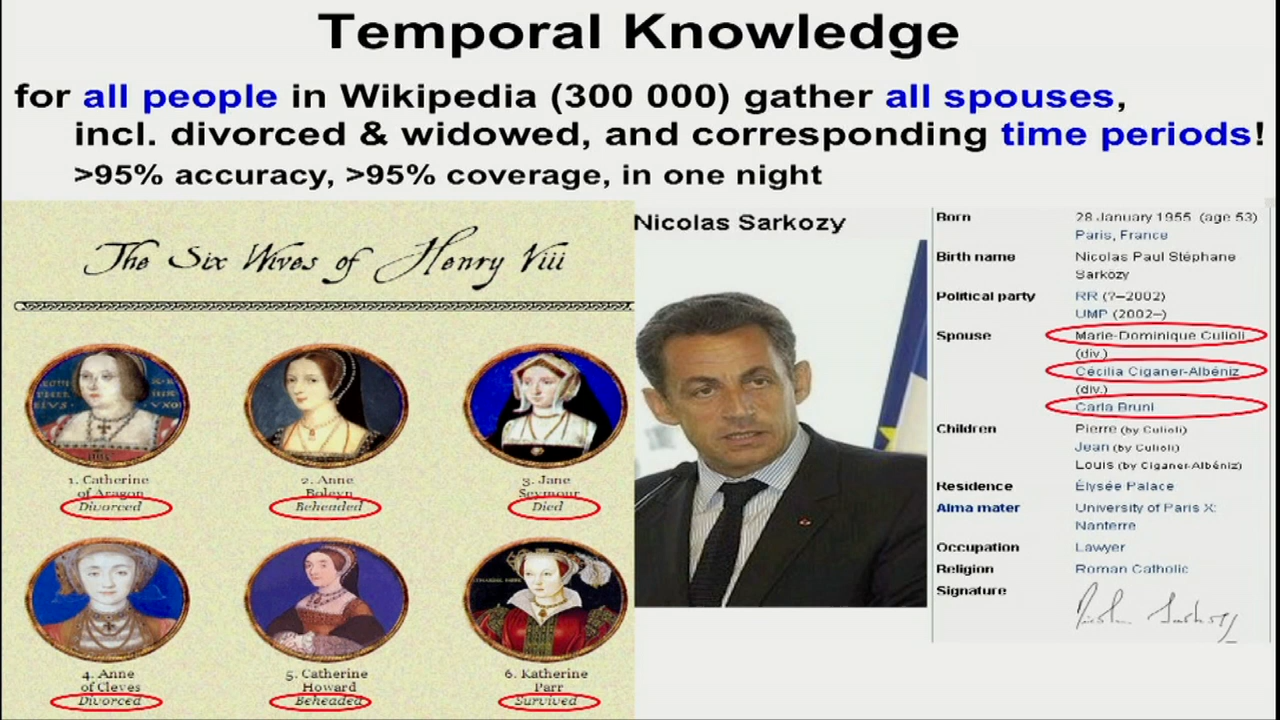 Temporal Knowledge
for all people in Wikipedia (300 000) gather all spouses,
incl. divorced & widowed, and corresponding time periods!
>95% accuracy, >95% coverage, in one night
The Six Wives of Henry Viii
1. Catherine
of Aragon
Divorced
2. Anne
Boleyn
Beheaded
3. Jane
Seymour
Died
4. Anne
of Cleves
Divorced
5. Catherine
Howard
Beheaded
6. Katherine
Parr
Survived
Nicolas Sarkozy
Born 28 January 1955 (age 53)
Paris, France
Birth name Nicolas Paul Stéphane
Sarközy
Political party RR (?–2002)
UMP (2002–)
Spouse Marie-Dominique Culioli
(div.)
Cécilia Ciganer-Albéniz
(div.)
Carla Bruni
Children Pierre (by Culioli)
Jean (by Culioli)
Louis (by Ciganer-Albéniz)
Residence Élysée Palace
Alma mater University of Paris X:
Nanterre
Occupation Lawyer
Religion Roman Catholic
Signature